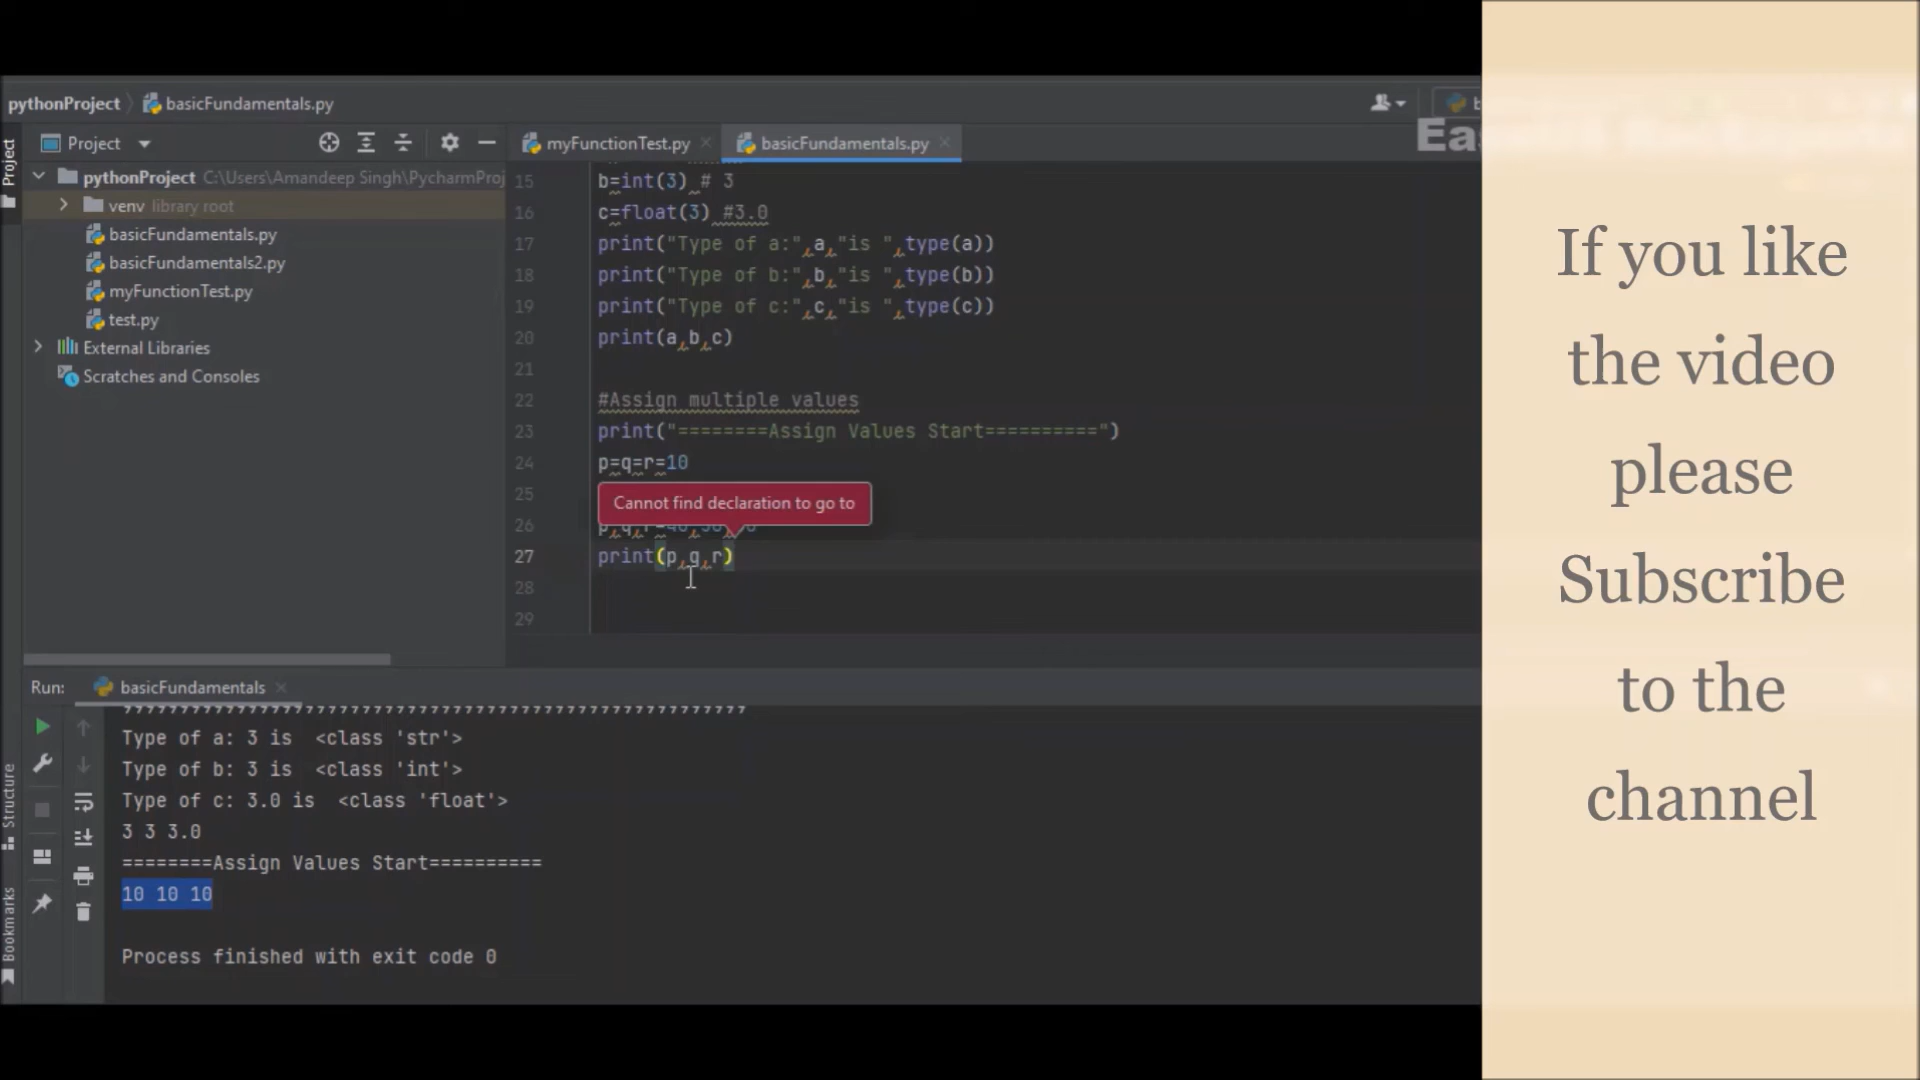 pythonProject
basicFundamentals.py
Project
Project
myFunctionTest.py
basicFundamentals.py
pythonProject C:\Users\Amandeep Singh\PycharmProj
venv library root
basicFundamentals.py
basicFundamentals2.py
myFunctionTest.py
test.py
External Libraries
Scratches and Consoles
15 b=int(3) # 3
16 c=float(3) #3.0
17 print("Type of a:",a,"is ",type(a))
18 print("Type of b:",b,"is ",type(b))
19 print("Type of c:",c,"is ",type(c))
20 print(a,b,c)
21
22 #Assign multiple values
23 print("========Assign Values Start==========")
24 p=q=r=10
25
Cannot find declaration to go to
26
27 print(p,q,r)
28
29
Run: basicFundamentals
Type of a: 3 is  <class 'str'>
Type of b: 3 is  <class 'int'>
Type of c: 3.0 is  <class 'float'>
3 3 3.0
========Assign Values Start==========
10 10 10
Process finished with exit code 0
Structure
Bookmarks
If you like
the video
please
Subscribe
to the
channel